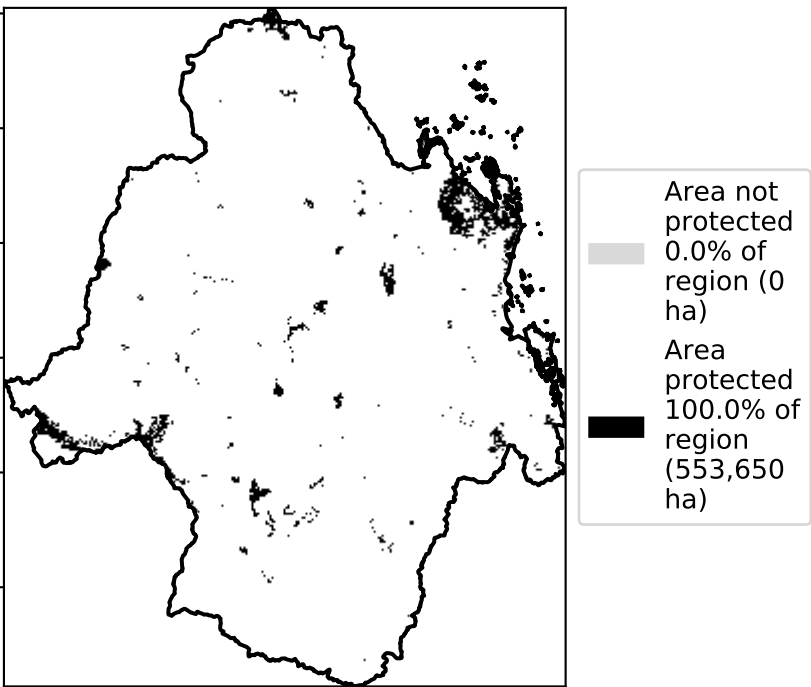 Area not
protected
0.0% of
region (0
ha)
Area
protected
100.0% of
region
(553,650
ha)